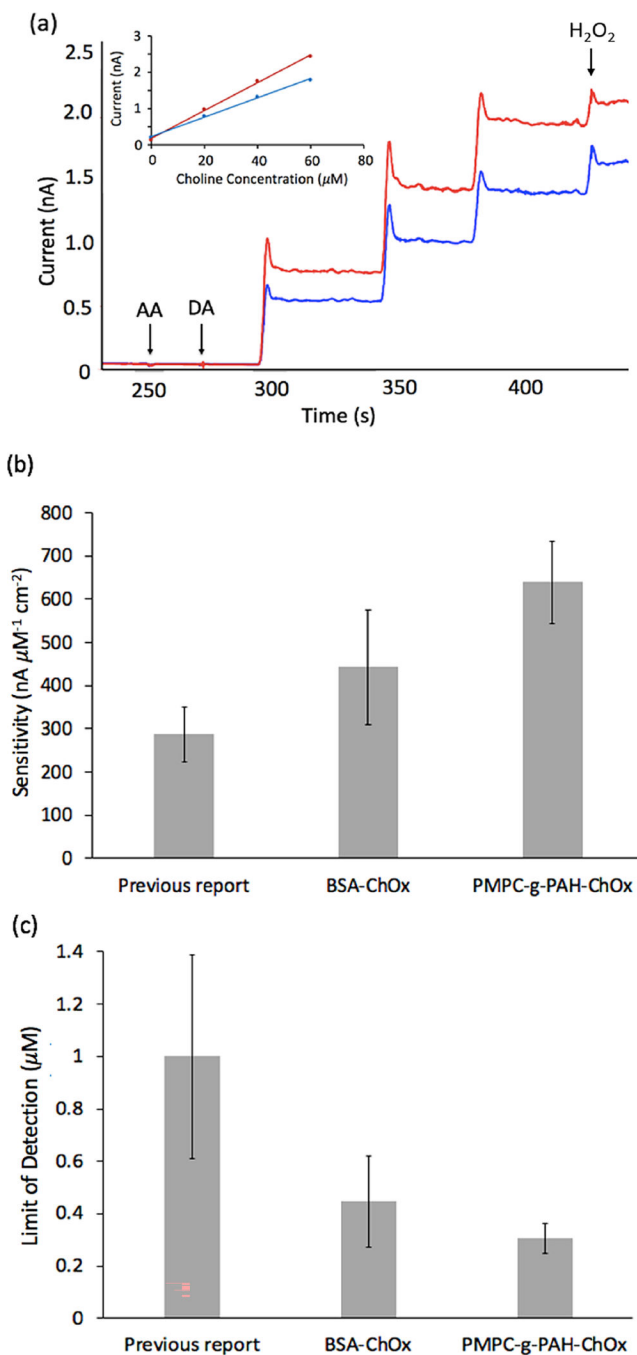 (a)
H2O2
Current (nA)
3
2
1
0
0
20
40
60
80
Choline Concentration (μM)
Current (nA)
2.0
2.5
1.5
1.0
0.5
0
AA
DA
250
300
350
400
Time (s)
(b)
Sensitivity (nA μM-1 cm-2)
800
700
600
500
400
300
200
100
0
Previous report
BSA-ChOx
PMPC-g-PAH-ChOx
(c)
Limit of Detection (μM)
1.4
1.2
1
0.8
0.6
0.4
0.2
0
Previous report
BSA-ChOx
PMPC-g-PAH-ChOx